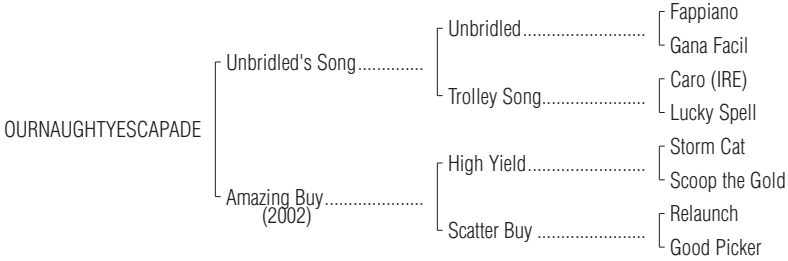 Fappiano
Unbridled..........................
Gana Facil
Unbridled's Song..............
Caro (IRE)
Trolley Song......................
Lucky Spell
OURNAUGHTYESCAPADE
Storm Cat
High Yield.........................
Scoop the Gold
Amazing Buy.....................
(2002)
Relaunch
Scatter Buy .......................
Good Picker